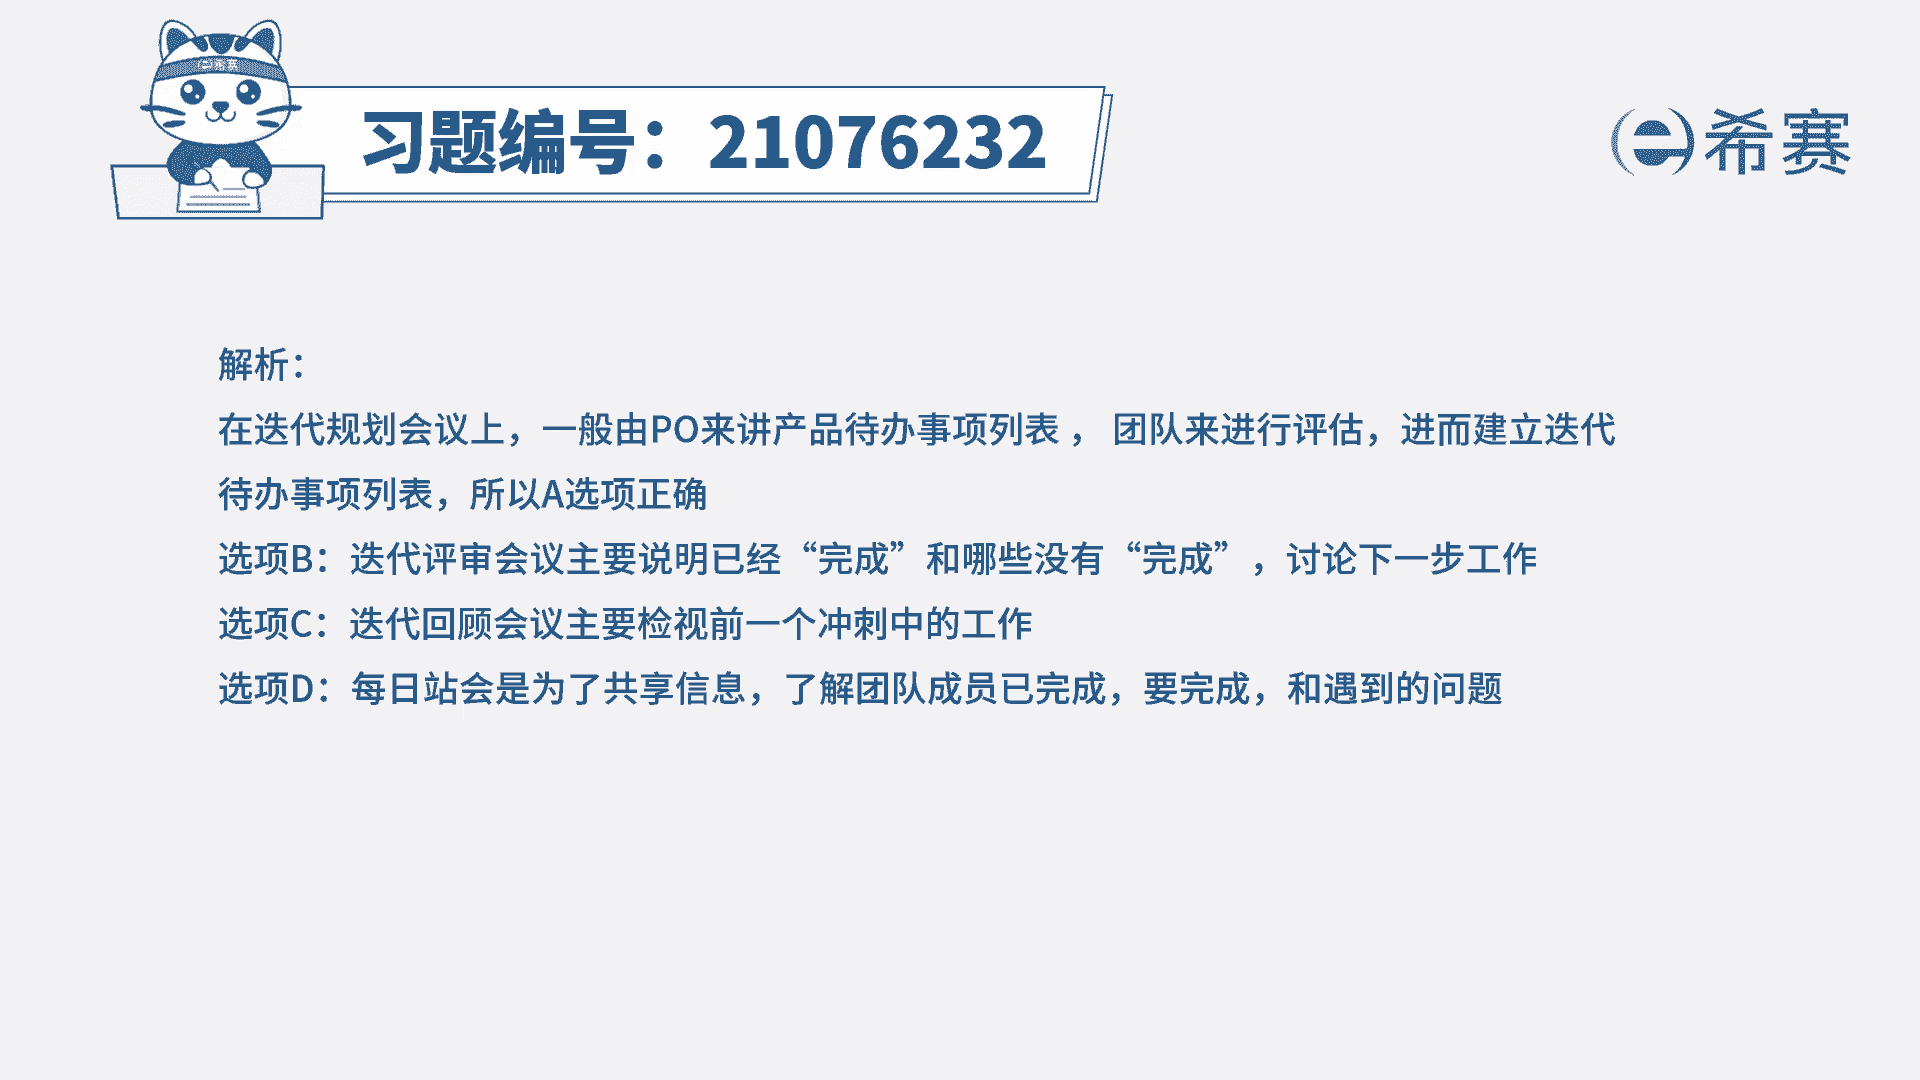 希赛
习题编号：21076232
希赛
解析：
在迭代规划会议上，一般由PO来讲产品待办事项列表 ， 团队来进行评估，进而建立迭代
待办事项列表，所以A选项正确
选项B：迭代评审会议主要说明已经“完成”和哪些没有“完成”，讨论下一步工作
选项C：迭代回顾会议主要检视前一个冲刺中的工作
选项D：每日站会是为了共享信息，了解团队成员已完成，要完成，和遇到的问题